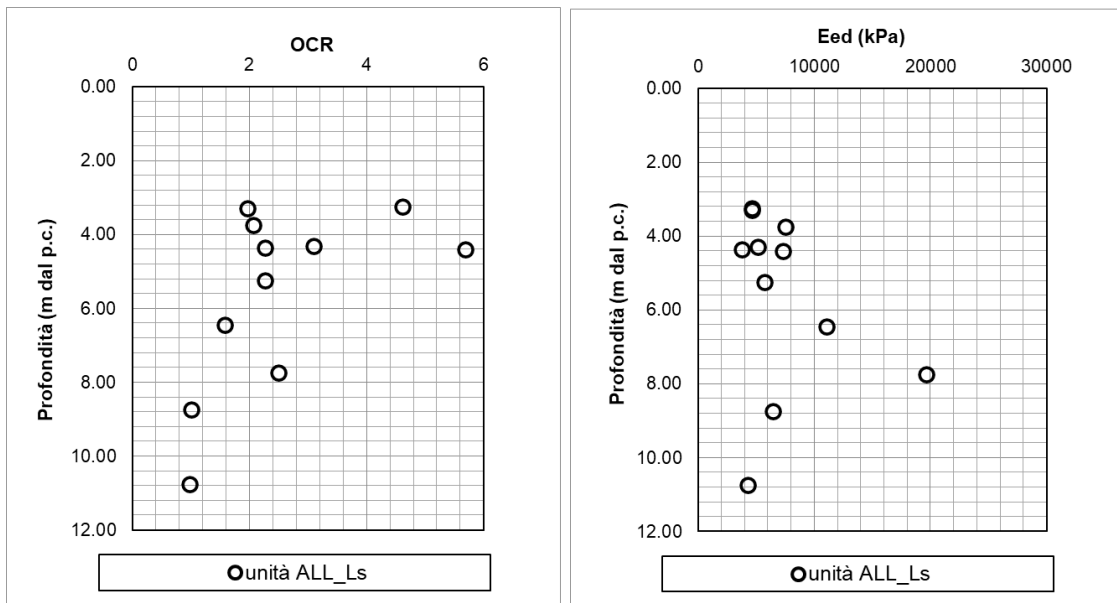 OCR
0 2 4 6
0.00
2.00
4.00
6.00
8.00
10.00
12.00
Profondità (m dal p.c.)
unità ALL_Ls
Eed (kPa)
0 10000 20000 30000
0.00
2.00
4.00
6.00
8.00
10.00
12.00
Profondità (m dal p.c.)
unità ALL_Ls